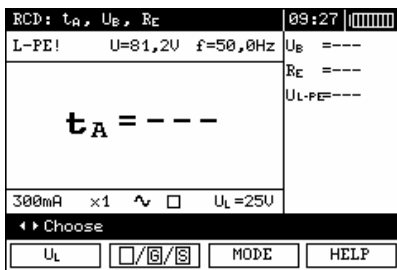 RCD: tA, UB, RE 09:27
L-PE! U=81,2V f=50,0Hz
UB =---
RE =---
UL-PE=---
tA = - - -
300mA ×1 ∿ □ UL=25V
Choose
UL □/G/S MODE HELP